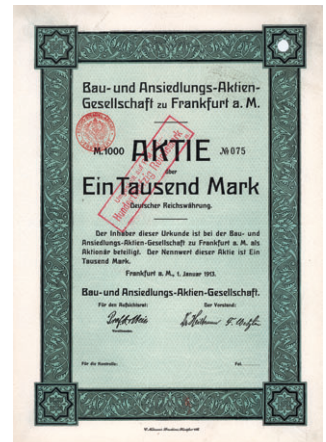 Bau- und Ansiedlungs-Aktien-
Gesellschaft zu Frankfurt a. M.
M.1000 AKTIE № 075
über
Ein Tausend Mark
Deutscher Reichswährung.
Der Inhaber dieser Urkunde ist bei der Bau- und
Ansiedlungs-Aktien-Gesellschaft zu Frankfurt a. M. als
Aktionär beteiligt. Der Nennwert dieser Aktie ist Ein
Tausend Mark.
Frankfurt a. M., 1. Januar 1913.
Bau- und Ansiedlungs-Aktien-Gesellschaft.
Für den Aufsichtsrat: Der Vorstand:
Vorsitzender.
Für die Kontrolle: Fol.